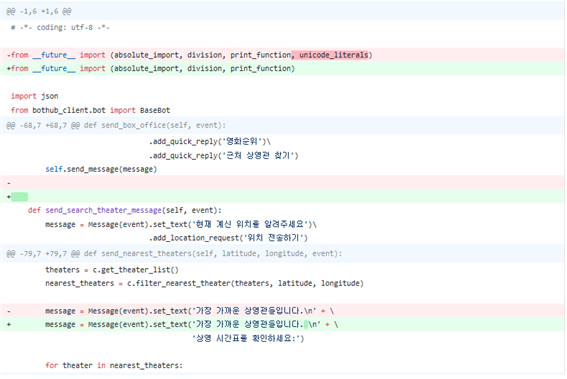 @@ -1,6 +1,6 @@
# -*- coding: utf-8 -*-
-from __future__ import (absolute_import, division, print_function, unicode_literals)
+from __future__ import (absolute_import, division, print_function)
import json
from bothub_client.bot import BaseBot
@@ -68,7 +68,7 @@ def send_box_office(self, event):
.add_quick_reply('영화순위')\
.add_quick_reply('근처 상영관 찾기')
self.send_message(message)
-
+
def send_search_theater_message(self, event):
message = Message(event).set_text('현재 계신 위치를 알려주세요')\
.add_location_request('위치 전송하기')
@@ -79,7 +79,7 @@ def send_nearest_theaters(self, latitude, longitude, event):
theaters = c.get_theater_list()
nearest_theaters = c.filter_nearest_theater(theaters, latitude, longitude)
- message = Message(event).set_text('가장 가까운 상영관들입니다.\n' + \
+ message = Message(event).set_text('가장 가까운 상영관들입니다. \n' + \
'상영 시간표를 확인하세요:')
for theater in nearest_theaters: